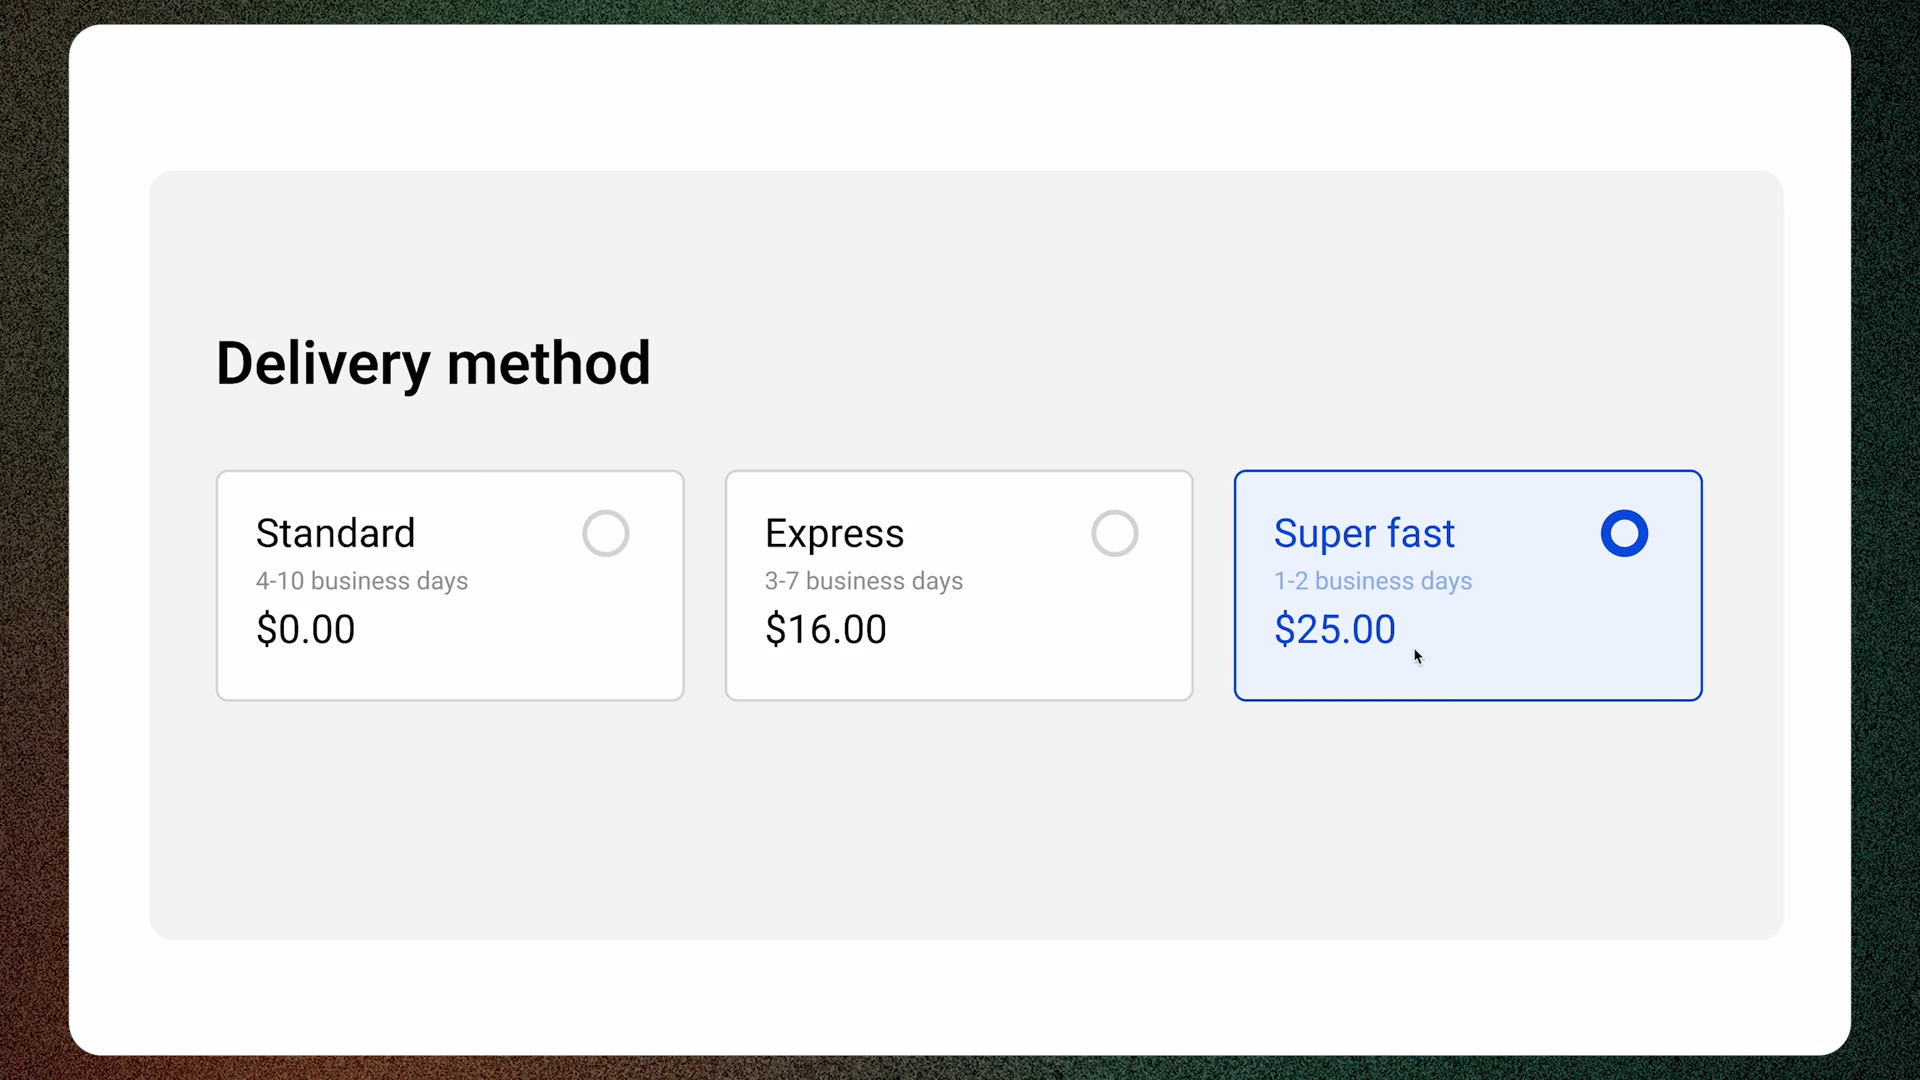 Delivery method
Standard
4-10 business days
$0.00
Express
3-7 business days
$16.00
Super fast
1-2 business days
$25.00